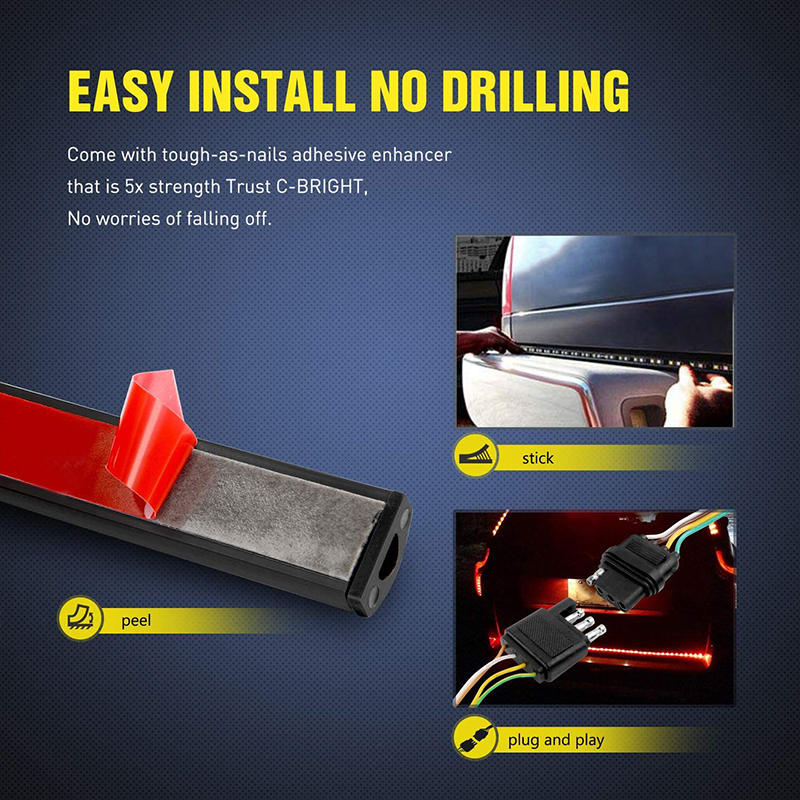 EASY INSTALL NO DRILLING
Come with tough-as-nails adhesive enhancer
that is 5x strength Trust C-BRIGHT,
No worries of falling off.
stick
peel
plug and play